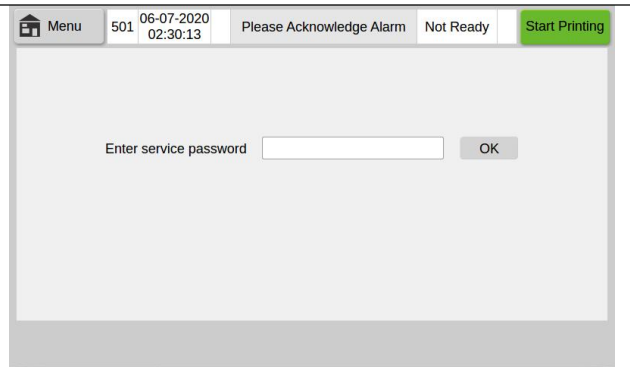 Menu
501
06-07-2020
02:30:13
Please Acknowledge Alarm
Not Ready
Start Printing
Enter service password
OK